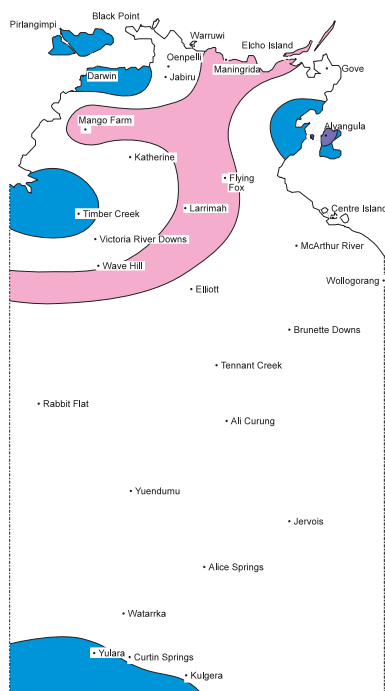 Black Point
Pirlangimpi
Warruwi
Elcho Island
Oenpelli
Maningrida
Gove
Darwin
Jabiru
Mango Farm
Alyangula
Katherine
Flying
Fox
Larrimah
Centre Island
Timber Creek
Victoria River Downs
McArthur River
Wave Hill
Wollogorang
Elliott
Brunette Downs
Tennant Creek
Rabbit Flat
Ali Curung
Yuendumu
Jervois
Alice Springs
Watarrka
Yulara
Curtin Springs
Kulgera